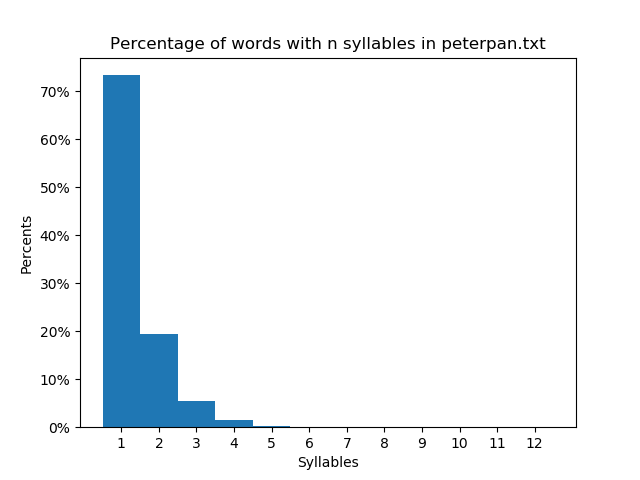 Percentage of words with n syllables in peterpan.txt
70%
60%
50%
40%
30%
20%
10%
0%
Percents
1 2 3 4 5 6 7 8 9 10 11 12
Syllables